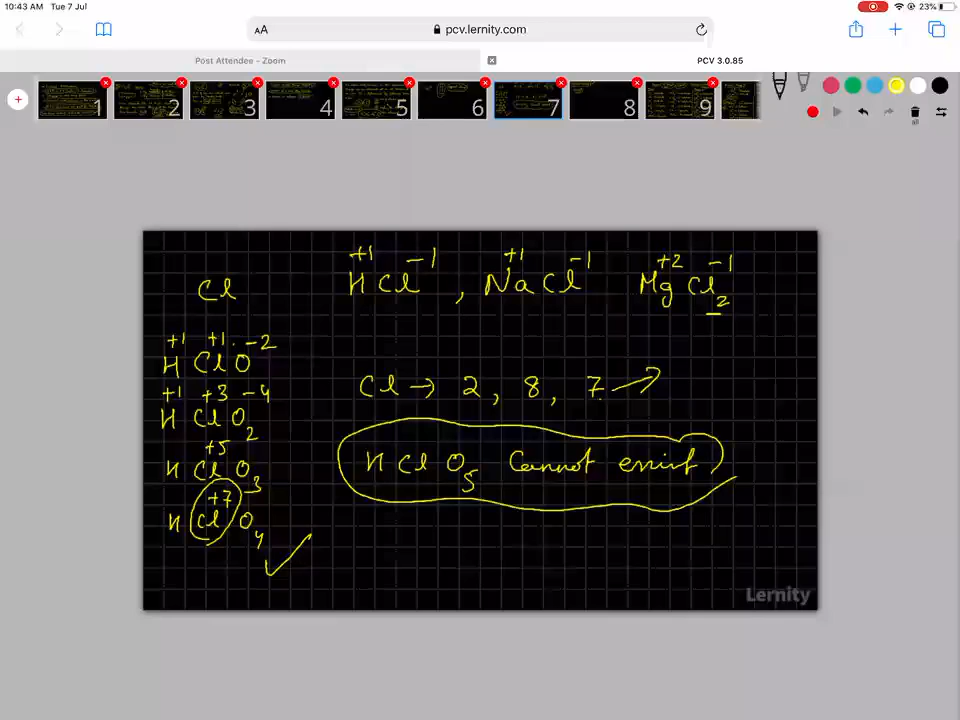 10:43 AM Tue 7 Jul
23%
AA
pcv.lernity.com
Post Attendee - Zoom
PCV 3.0.85
1 2 3 4 5 6 7 8 9
all
+1 -1 +1 -1 +2 -1
Cl HCl , NaCl MgCl2
+1 +1 -2
HClO
Cl → 2, 8, 7
+1 +3 -4
HClO2
+5
HClO3
HClO5 Cannot exist
+7
HClO4
Lernity